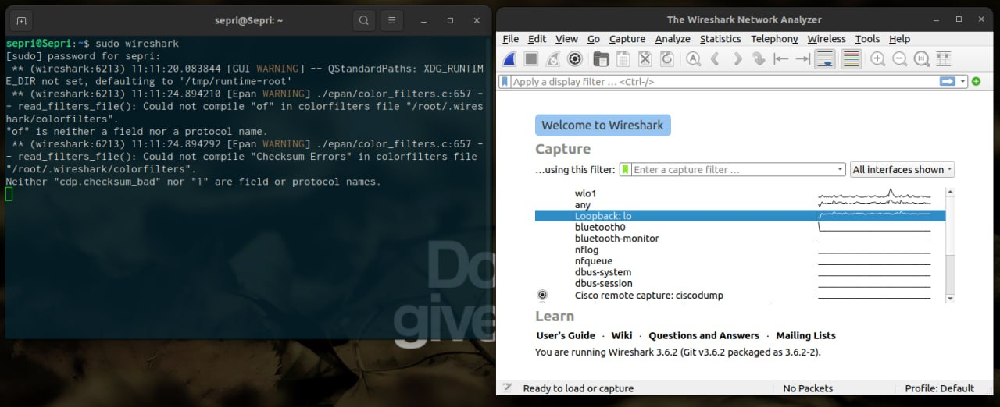 sepri@Sepri: ~
sepri@Sepri:~$ sudo wireshark
[sudo] password for sepri:
 ** (wireshark:6213) 11:11:20.083844 [GUI WARNING] -- QStandardPaths: XDG_RUNTIM
E_DIR not set, defaulting to '/tmp/runtime-root'
 ** (wireshark:6213) 11:11:24.894210 [Epan WARNING] ./epan/color_filters.c:657 -
- read_filters_file(): Could not compile "of" in colorfilters file "/root/.wires
hark/colorfilters".
"of" is neither a field nor a protocol name.
 ** (wireshark:6213) 11:11:24.894292 [Epan WARNING] ./epan/color_filters.c:657 -
- read_filters_file(): Could not compile "Checksum Errors" in colorfilters file
"/root/.wireshark/colorfilters".
Neither "cdp.checksum_bad" nor "1" are field or protocol names.
Do
give
The Wireshark Network Analyzer
File Edit View Go Capture Analyze Statistics Telephony Wireless Tools Help
Apply a display filter … <Ctrl-/>
Welcome to Wireshark
Capture
…using this filter: Enter a capture filter … All interfaces shown
wlo1
any
Loopback: lo
bluetooth0
bluetooth-monitor
nflog
nfqueue
dbus-system
dbus-session
Cisco remote capture: ciscodump
Learn
User's Guide · Wiki · Questions and Answers · Mailing Lists
You are running Wireshark 3.6.2 (Git v3.6.2 packaged as 3.6.2-2).
Ready to load or capture No Packets Profile: Default